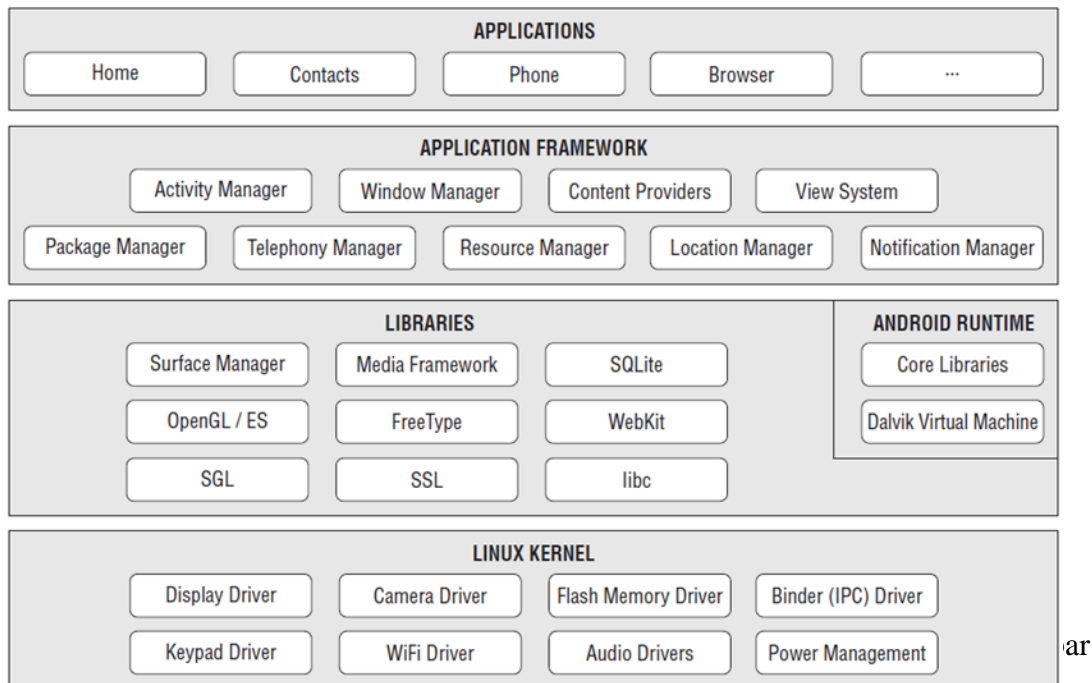 APPLICATIONS
Home Contacts Phone Browser ...
APPLICATION FRAMEWORK
Activity Manager Window Manager Content Providers View System
Package Manager Telephony Manager Resource Manager Location Manager Notification Manager
LIBRARIES ANDROID RUNTIME
Surface Manager Media Framework SQLite Core Libraries
OpenGL / ES FreeType WebKit Dalvik Virtual Machine
SGL SSL libc
LINUX KERNEL
Display Driver Camera Driver Flash Memory Driver Binder (IPC) Driver
Keypad Driver WiFi Driver Audio Drivers Power Management